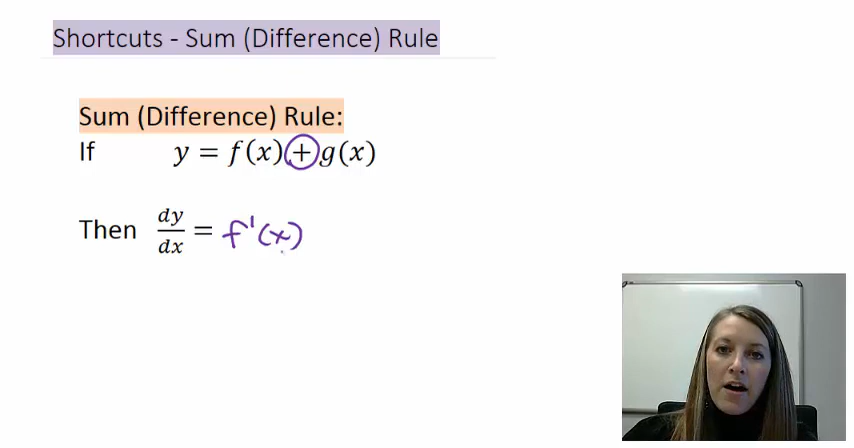 Shortcuts - Sum (Difference) Rule
Sum (Difference) Rule:
If y = f(x) + g(x)
Then dy/dx = f'(x)